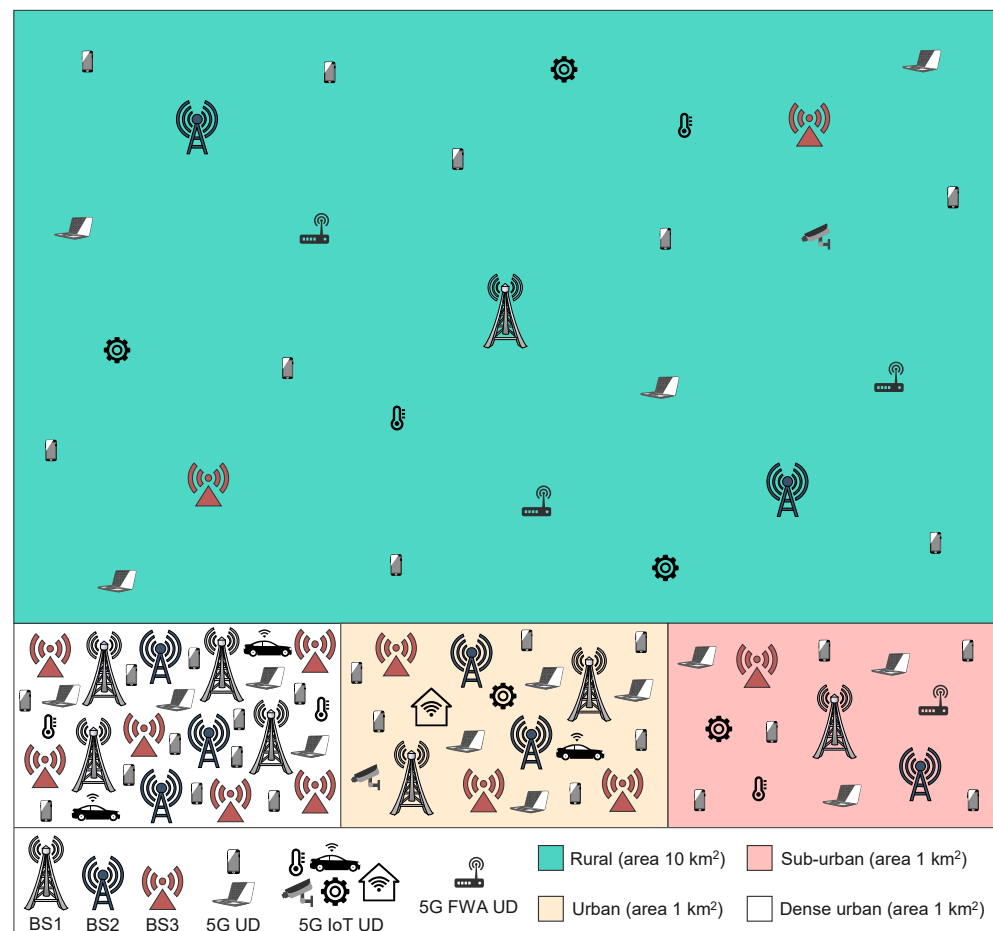 BS1
BS2
BS3
5G UD
5G IoT UD
5G FWA UD
Rural (area 10 km²)
Sub-urban (area 1 km²)
Urban (area 1 km²)
Dense urban (area 1 km²)